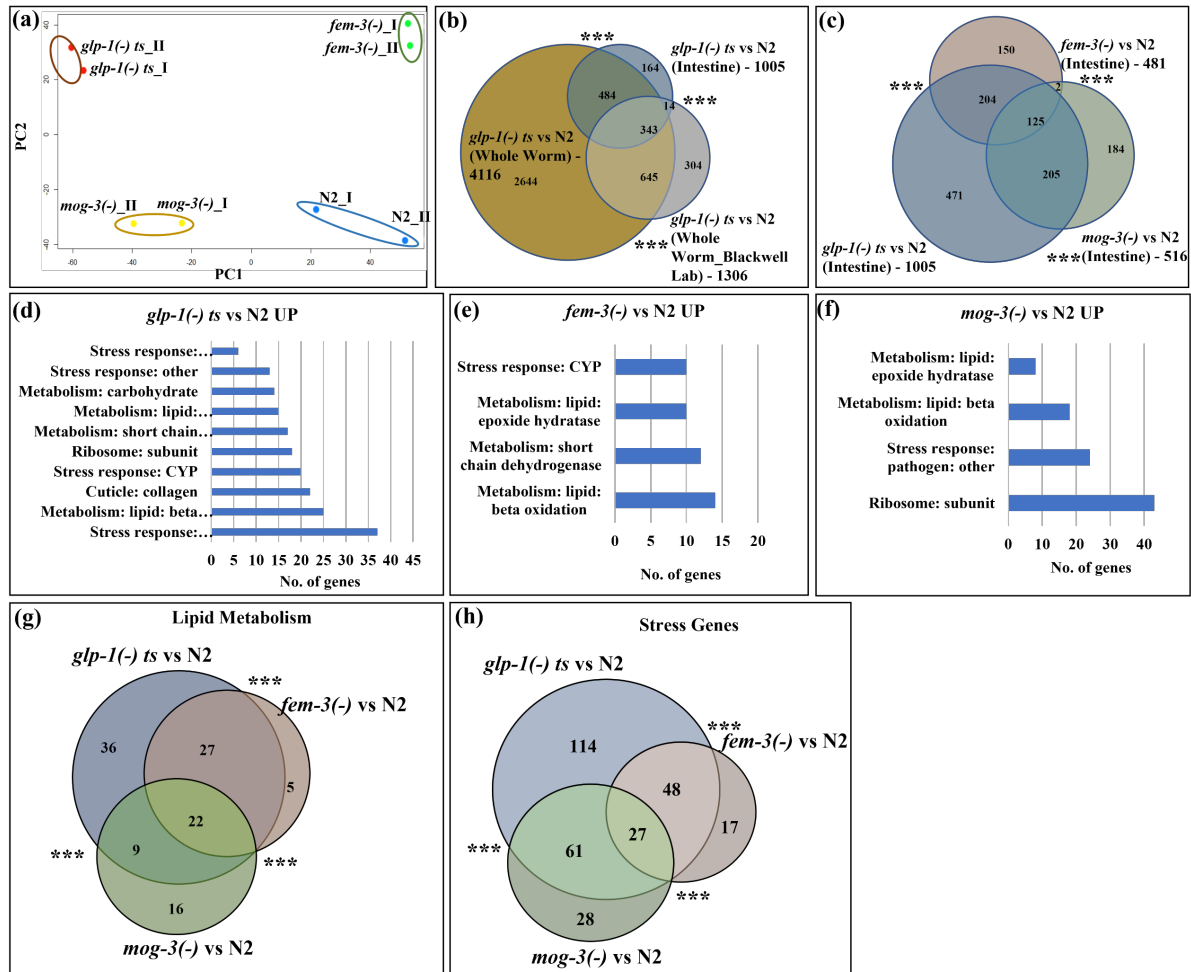 (a)
fem-3(-)_I
fem-3(-)_II
glp-1(-) ts_II
glp-1(-) ts_I
mog-3(-)_II
mog-3(-)_I
N2_I
N2_II
PC2
40
20
0
-20
-40
-60
-40
-20
0
20
40
PC1
(b)
***
glp-1(-) ts vs N2
(Intestine) - 1005
164
484
14
***
343
glp-1(-) ts vs N2
(Whole Worm) -
4116
2644
304
645
glp-1(-) ts vs N2
*** (Whole
Worm_Blackwell
Lab) - 1306
(c)
150
fem-3(-) vs N2
(Intestine) - 481
***
2
***
204
125
184
205
471
mog-3(-) vs N2
***(Intestine) - 516
glp-1(-) ts vs N2
(Intestine) - 1005
(d)
glp-1(-) ts vs N2 UP
Stress response:...
Stress response: other
Metabolism: carbohydrate
Metabolism: lipid:...
Metabolism: short chain...
Ribosome: subunit
Stress response: CYP
Cuticle: collagen
Metabolism: lipid: beta...
Stress response:...
0 5 10 15 20 25 30 35 40 45
No. of genes
(e)
fem-3(-) vs N2 UP
Stress response: CYP
Metabolism: lipid:
epoxide hydratase
Metabolism: short
chain dehydrogenase
Metabolism: lipid:
beta oxidation
0 5 10 15 20
No. of genes
(f)
mog-3(-) vs N2 UP
Metabolism: lipid:
epoxide hydratase
Metabolism: lipid: beta
oxidation
Stress response:
pathogen: other
Ribosome: subunit
0 20 40
No. of genes
(g)
Lipid Metabolism
glp-1(-) ts vs N2
***
fem-3(-) vs N2
36
27
5
22
9
***
***
16
mog-3(-) vs N2
(h)
Stress Genes
glp-1(-) ts vs N2
***
fem-3(-) vs N2
114
48
27
17
61
***
***
28
mog-3(-) vs N2